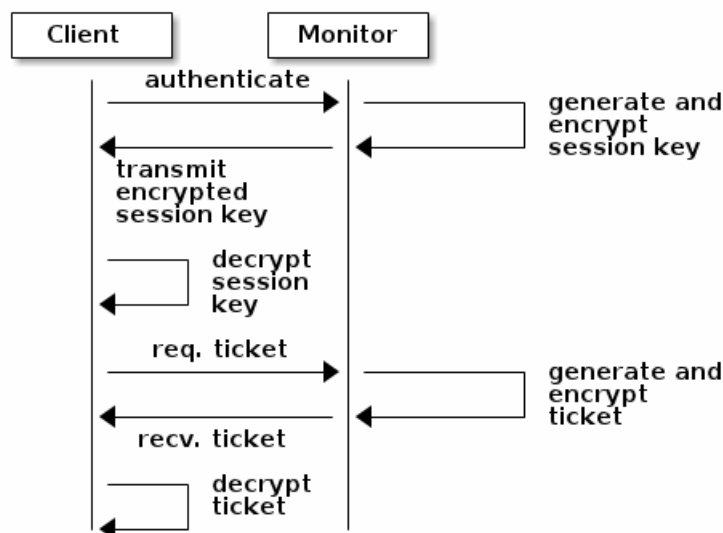 Client
Monitor
authenticate
generate and
encrypt
session key
transmit
encrypted
session key
decrypt
session
key
req. ticket
generate and
encrypt
ticket
recv. ticket
decrypt
ticket